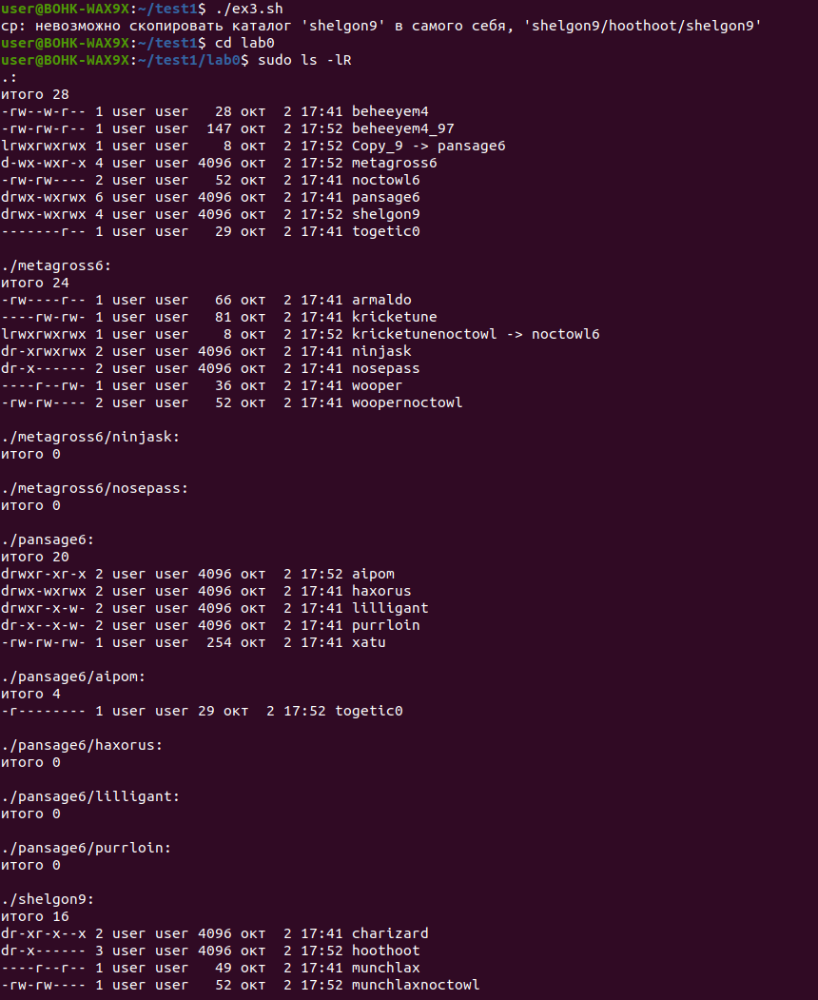 user@BOHK-WAX9X:~/test1$ ./ex3.sh
cp: невозможно скопировать каталог 'shelgon9' в самого себя, 'shelgon9/hoothoot/shelgon9'
user@BOHK-WAX9X:~/test1$ cd lab0
user@BOHK-WAX9X:~/test1/lab0$ sudo ls -lR
.:
итого 28
-rw--w-r-- 1 user user   28 окт  2 17:41 beheeyem4
-rw-rw-r-- 1 user user  147 окт  2 17:52 beheeyem4_97
lrwxrwxrwx 1 user user    8 окт  2 17:52 Copy_9 -> pansage6
d-wx-wxr-x 4 user user 4096 окт  2 17:52 metagross6
-rw-rw---- 2 user user   52 окт  2 17:41 noctowl6
drwx-wxrwx 6 user user 4096 окт  2 17:41 pansage6
drwx-wxrwx 4 user user 4096 окт  2 17:52 shelgon9
-------r-- 1 user user   29 окт  2 17:41 togetic0
./metagross6:
итого 24
-rw----r-- 1 user user   66 окт  2 17:41 armaldo
----rw-rw- 1 user user   81 окт  2 17:41 kricketune
lrwxrwxrwx 1 user user    8 окт  2 17:52 kricketunenoctowl -> noctowl6
dr-xrwxrwx 2 user user 4096 окт  2 17:41 ninjask
dr-x------ 2 user user 4096 окт  2 17:41 nosepass
----r--rw- 1 user user   36 окт  2 17:41 wooper
-rw-rw---- 2 user user   52 окт  2 17:41 woopernoctowl
./metagross6/ninjask:
итого 0
./metagross6/nosepass:
итого 0
./pansage6:
итого 20
drwxr-xr-x 2 user user 4096 окт  2 17:52 aipom
drwx-wxrwx 2 user user 4096 окт  2 17:41 haxorus
drwxr-x-w- 2 user user 4096 окт  2 17:41 lilligant
dr-x--x-w- 2 user user 4096 окт  2 17:41 purrloin
-rw-rw-rw- 1 user user  254 окт  2 17:41 xatu
./pansage6/aipom:
итого 4
-r-------- 1 user user 29 окт  2 17:52 togetic0
./pansage6/haxorus:
итого 0
./pansage6/lilligant:
итого 0
./pansage6/purrloin:
итого 0
./shelgon9:
итого 16
dr-xr-x--x 2 user user 4096 окт  2 17:41 charizard
dr-x------ 3 user user 4096 окт  2 17:52 hoothoot
----r--r-- 1 user user   49 окт  2 17:41 munchlax
-rw-rw---- 1 user user   52 окт  2 17:52 munchlaxnoctowl